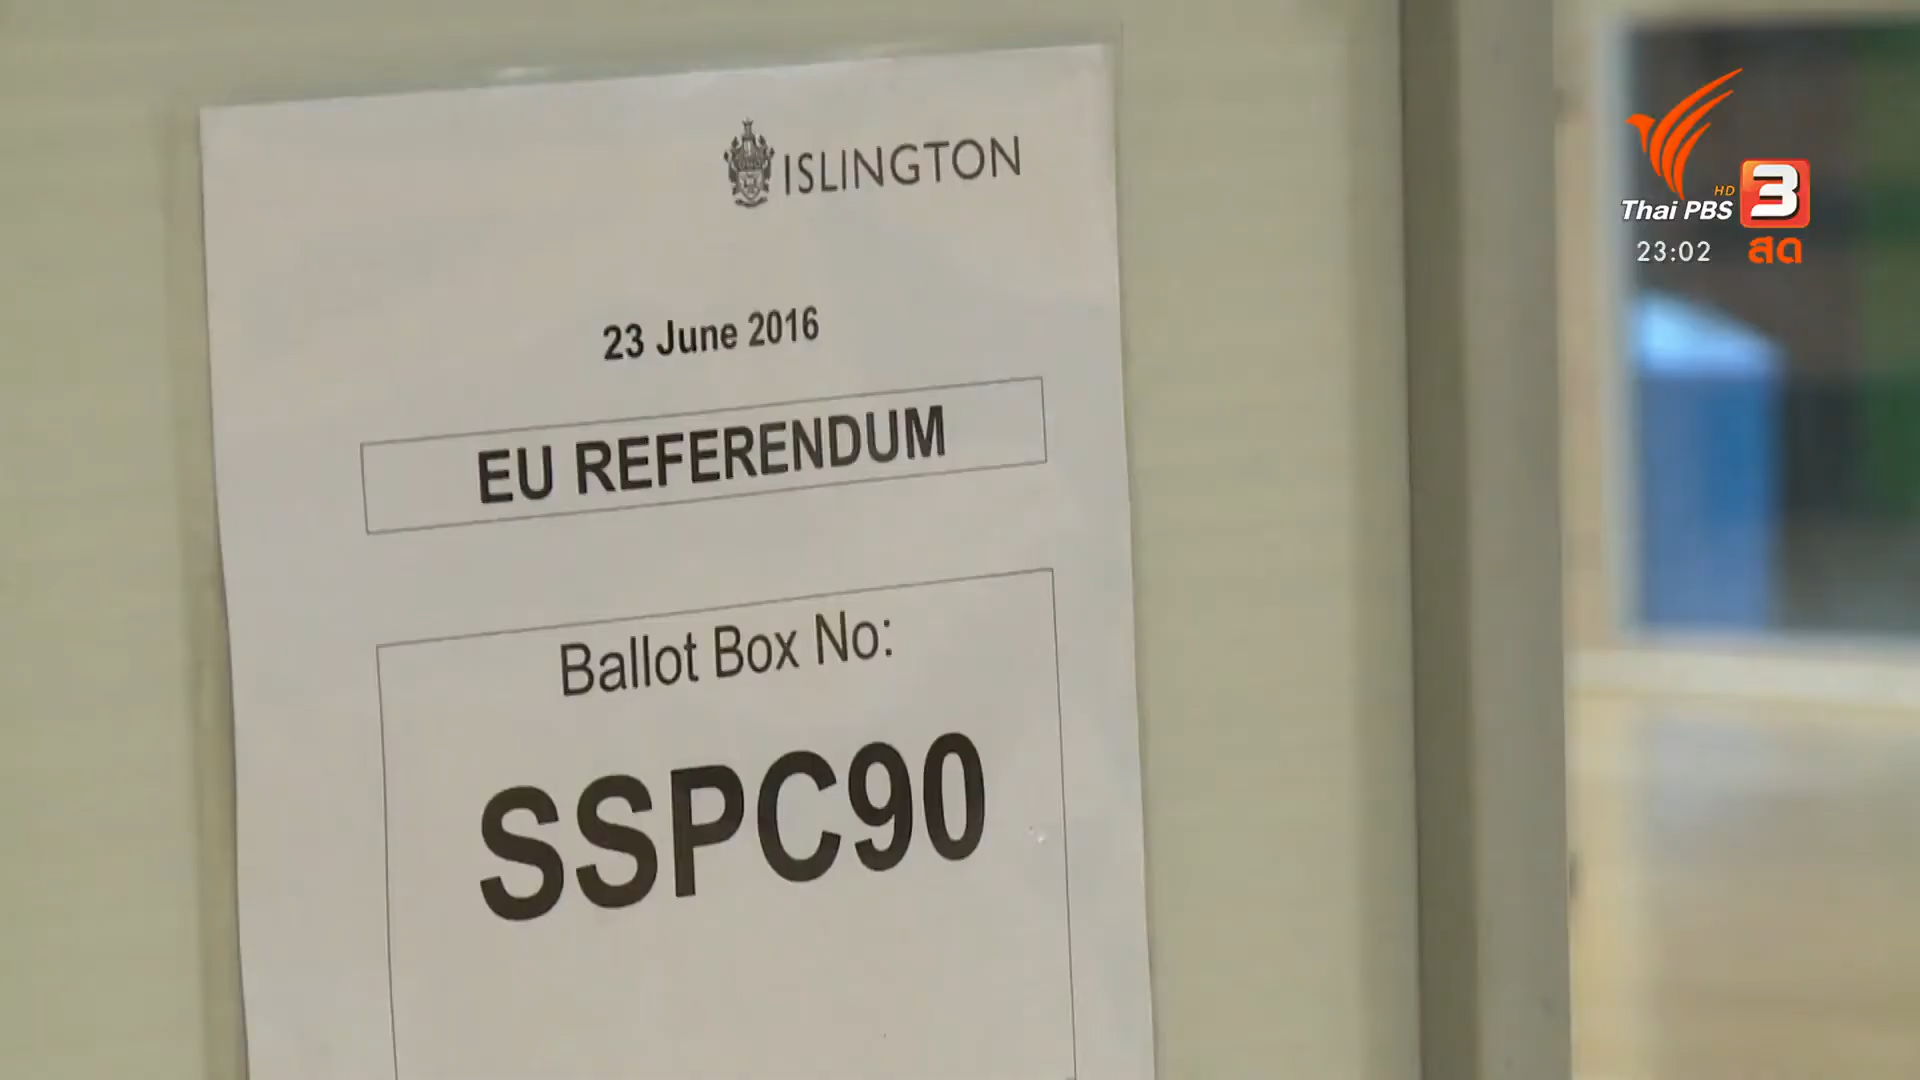 ISLINGTON
23 June 2016
EU REFERENDUM
Ballot Box No:
SSPC90
HD
Thai PBS 3
23:02 สด